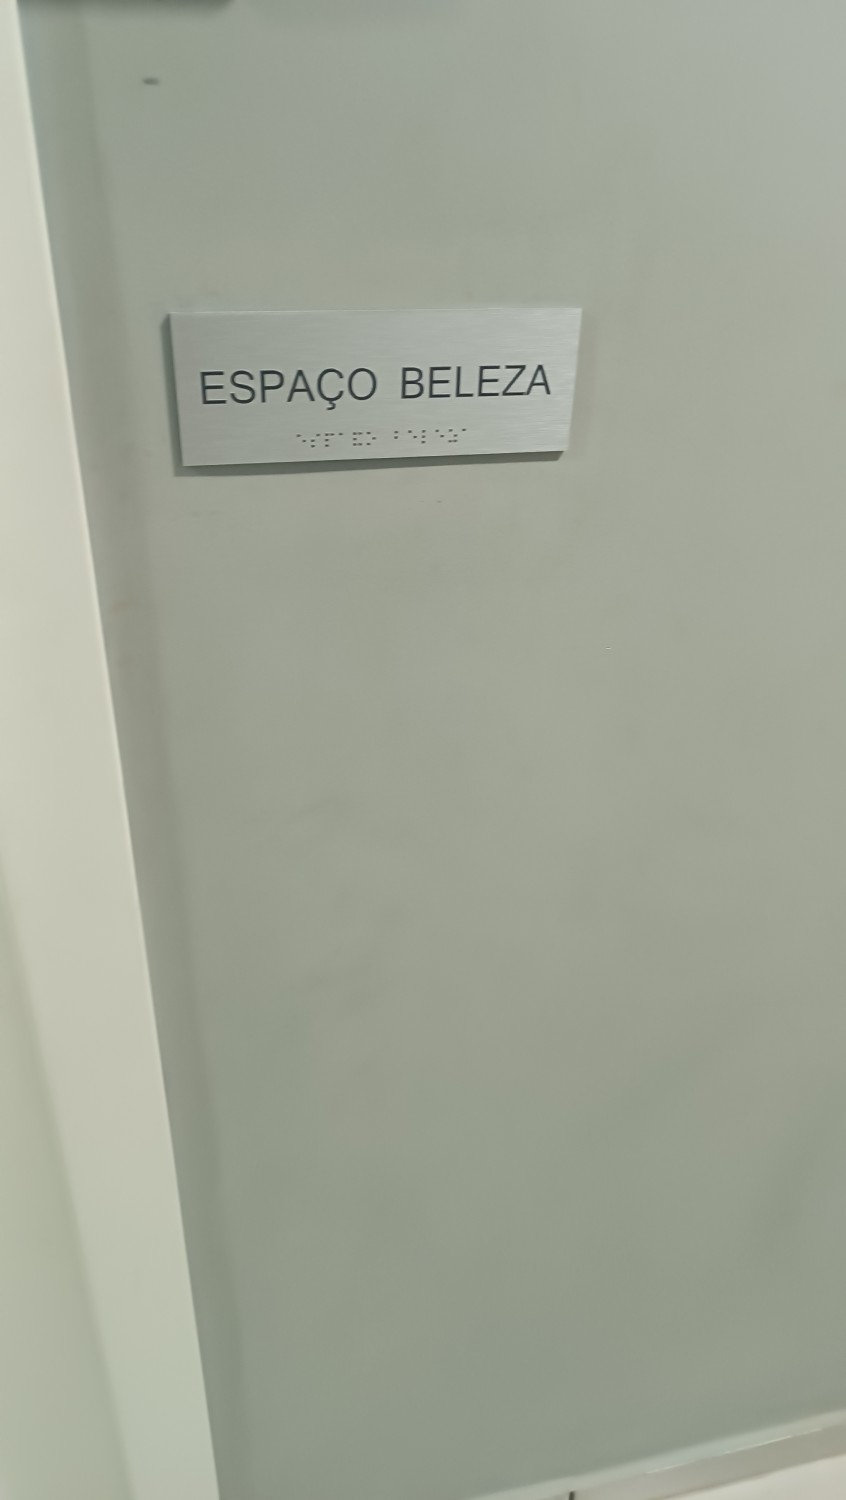 ESPAÇO BELEZA
⠑⠎⠏⠁⠯⠕ ⠃⠑⠇⠑⠵⠁